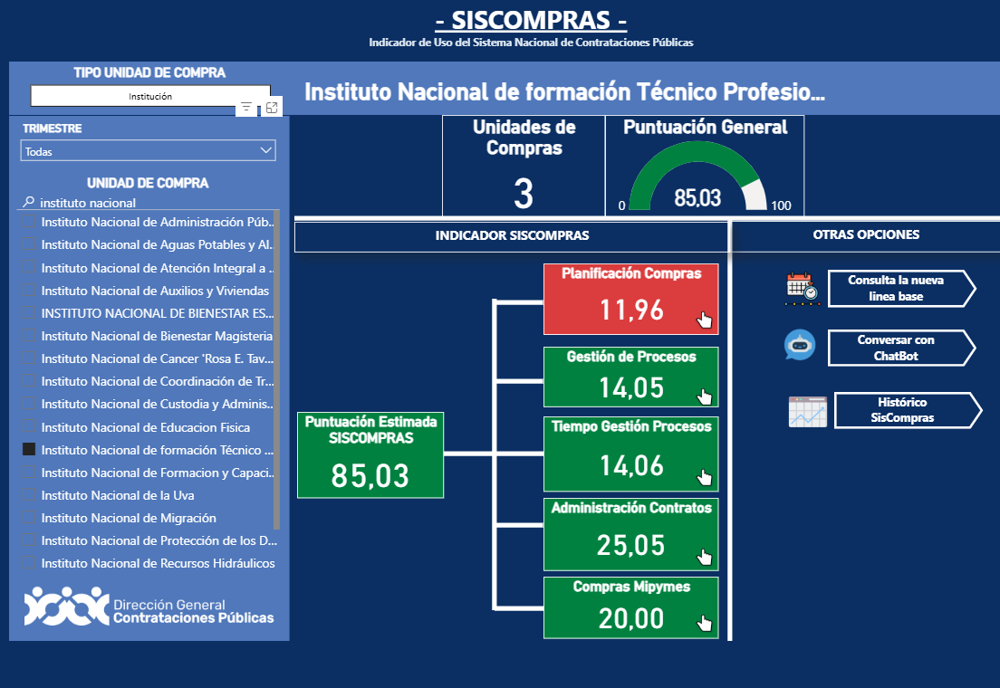 - SISCOMPRAS -
Indicador de Uso del Sistema Nacional de Contrataciones Públicas
TIPO UNIDAD DE COMPRA
Institución
TRIMESTRE
Todas
UNIDAD DE COMPRA
instituto nacional
Instituto Nacional de Administración Púb...
Instituto Nacional de Aguas Potables y Al...
Instituto Nacional de Atención Integral a ...
Instituto Nacional de Auxilios y Viviendas
INSTITUTO NACIONAL DE BIENESTAR ES...
Instituto Nacional de Bienestar Magisteria
Instituto Nacional de Cancer 'Rosa E. Tav...
Instituto Nacional de Coordinación de Tr...
Instituto Nacional de Custodia y Adminis...
Instituto Nacional de Educacion Fisica
Instituto Nacional de formación Técnico ...
Instituto Nacional de Formacion y Capaci...
Instituto Nacional de la Uva
Instituto Nacional de Migración
Instituto Nacional de Protección de los D...
Instituto Nacional de Recursos Hidráulicos
Dirección General
Contrataciones Públicas
Instituto Nacional de formación Técnico Profesio...
Unidades de
Compras
3
Puntuación General
85,03
0
100
INDICADOR SISCOMPRAS
Puntuación Estimada
SISCOMPRAS
85,03
Planificación Compras
11,96
Gestión de Procesos
14,05
Tiempo Gestión Procesos
14,06
Administración Contratos
25,05
Compras Mipymes
20,00
OTRAS OPCIONES
Consulta la nueva
línea base
Conversar con
ChatBot
Histórico
SisCompras